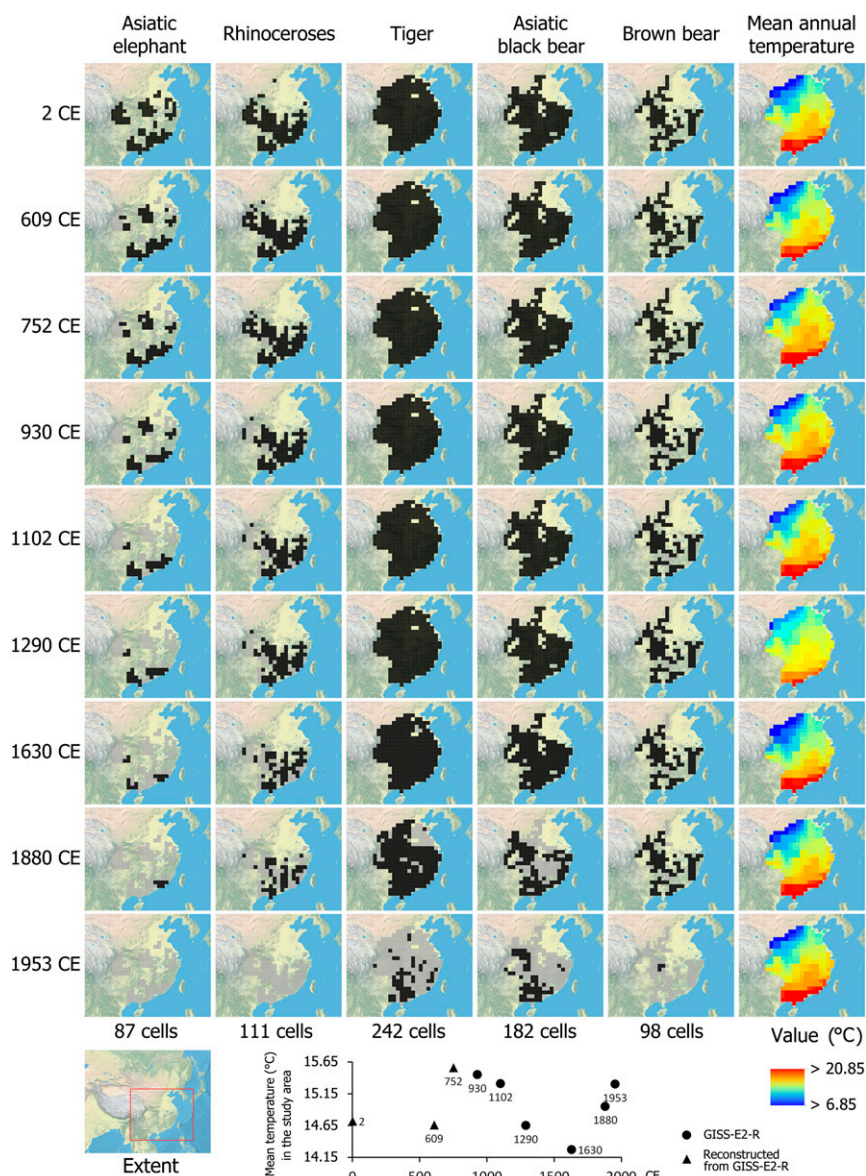 Asiatic elephant Rhinoceroses Tiger Asiatic black bear Brown bear Mean annual temperature
2 CE
609 CE
752 CE
930 CE
1102 CE
1290 CE
1630 CE
1880 CE
1953 CE
87 cells 111 cells 242 cells 182 cells 98 cells Value (°C)
Extent
Mean temperature (°C)
in the study area
15.65
15.15
14.65
14.15
2
609
752
930
1102
1290
1630
1880
1953
0 500 1000 1500 2000 CE
> 20.85
> 6.85
GISS-E2-R
Reconstructed
from GISS-E2-R